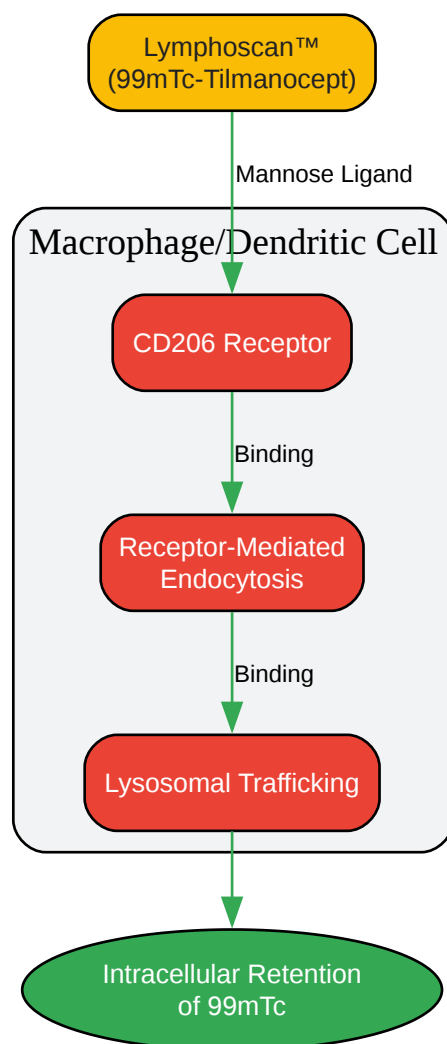 Lymphoscan™
(99mTc-Tilmanocept)
Mannose Ligand
Macrophage/Dendritic Cell
CD206 Receptor
Binding
Receptor-Mediated
Endocytosis
Binding
Lysosomal Trafficking
Intracellular Retention
of 99mTc